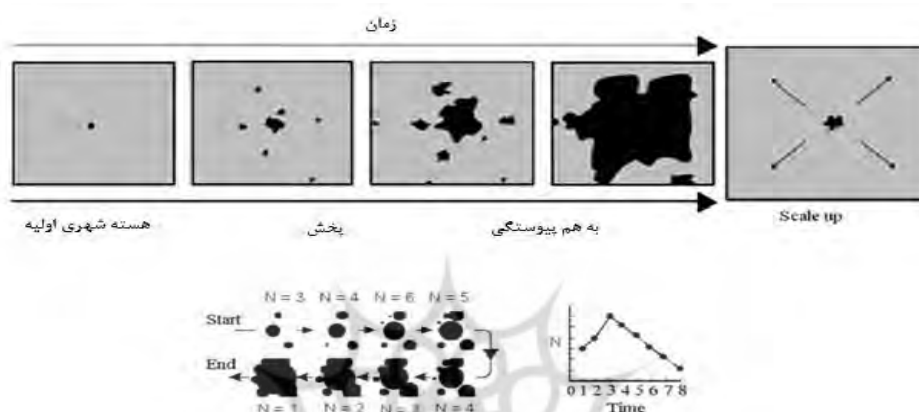 زمان
هسته شهری اولیه
پخش
به هم پیوستگی
Scale up
N = 3 N = 4 N = 6 N = 5
Start
End
N = 1 N = 2 N = 3 N = 4
N
0 1 2 3 4 5 6 7 8
Time